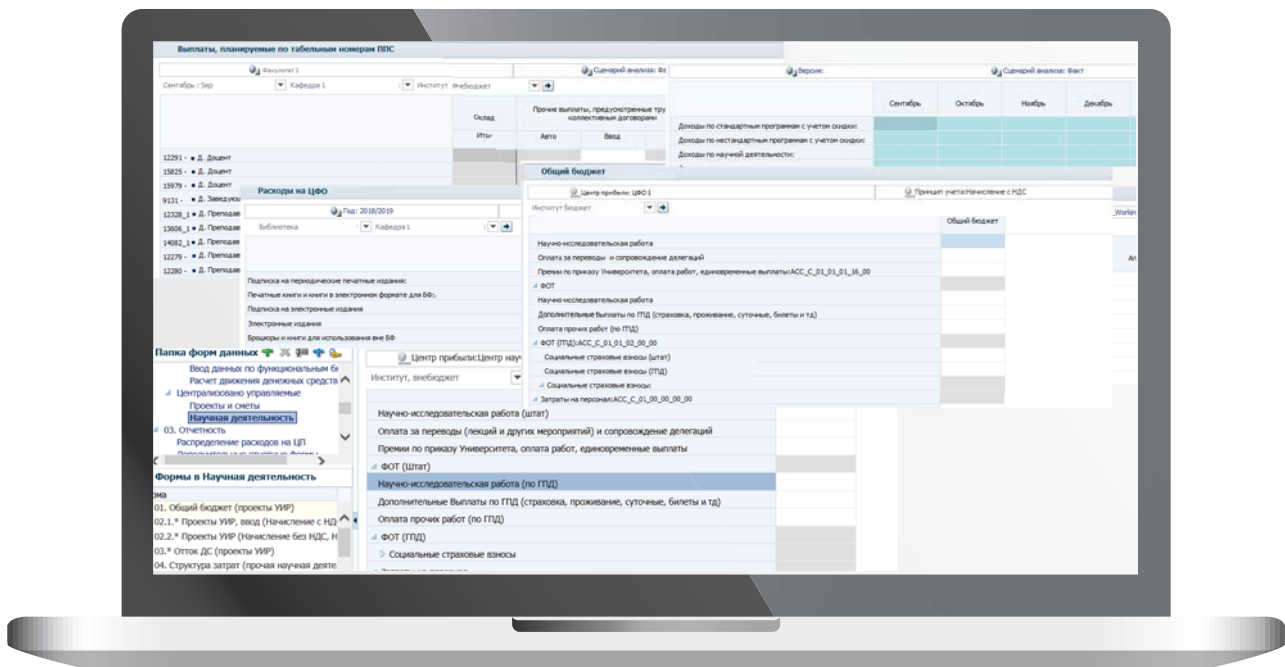 Выплаты, планируемые по табельным номерам ППС
Факультет 1
Сентябрь : Sep
Кафедра 1
Институт внебюджет
Оклад
Итог
Прочие выплаты, предусмотренные тру
коллективным договорами
Авто
Ввод
Сценарий анализа: Фа
12291 - Д. Доцент
15825 - Д. Доцент
15979 - Д. Доцент
9131 - Д. Заведующ
12328_1 Д. Преподав
13606_1 Д. Преподав
14082_1 Д. Преподав
12279 - Д. Преподав
12280 - Д. Преподав
Версия:
Сценарий анализа: Факт
Сентябрь
Октябрь
Ноябрь
Декабрь
Доходы по стандартным программам с учетом скидки:
Доходы по нестандартным программам с учетом скидки:
Доходы по научной деятельности:
Расходы на ЦФО
Год: 2018/2019
Библиотека
Кафедра 1
Подписка на периодические печатные издания:
Печатные книги и книги в электронном формате для БФ:.
Подписка на электронные издания
Электронные издания
Брошюры и книги для использования вне БФ
Общий бюджет
Центр прибыли: ЦФО 1
Принцип учета:Начисление с НДС
Институт бюджет
Общий бюджет
Научно-исследовательская работа
Оплата за переводы и сопровождение делегаций
Премии по приказу Университета, оплата работ, единовременные выплаты:ACC_C_01_01_01_16_00
ФОТ
Научно-исследовательская работа
Дополнительные Выплаты по ГПД (страховка, проживание, суточные, билеты и тд)
Оплата прочих работ (по ГПД)
ФОТ (ГПД):ACC_C_01_01_02_00_00
Социальные страховые взносы (штат)
Социальные страховые взносы (ГПД)
Социальные страховые взносы:
Затраты на персонал:ACC_C_01_00_00_00_00
_Workin
Ап
Папка форм данных
Ввод данных по функциональным б
Расчет движения денежных средств
Централизовано управляемые
Проекты и сметы
Научная деятельность
03. Отчетность
Распределение расходов на ЦП
Формы в Научная деятельность
рма
01. Общий бюджет (проекты УИР)
02.1.* Проекты УИР, ввод (Начисление с НД
02.2.* Проекты УИР (Начисление без НДС, Н
03.* Отток ДС (проекты УИР)
04. Структура затрат (прочая научная деяте
Центр прибыли:Центр нау
Институт, внебюджет
Научно-исследовательская работа (штат)
Оплата за переводы (лекций и других мероприятий) и сопровождение делегаций
Премии по приказу Университета, оплата работ, единовременные выплаты
ФОТ (Штат)
Научно-исследовательская работа (по ГПД)
Дополнительные Выплаты по ГПД (страховка, проживание, суточные, билеты и тд)
Оплата прочих работ (по ГПД)
ФОТ (ГПД)
Социальные страховые взносы